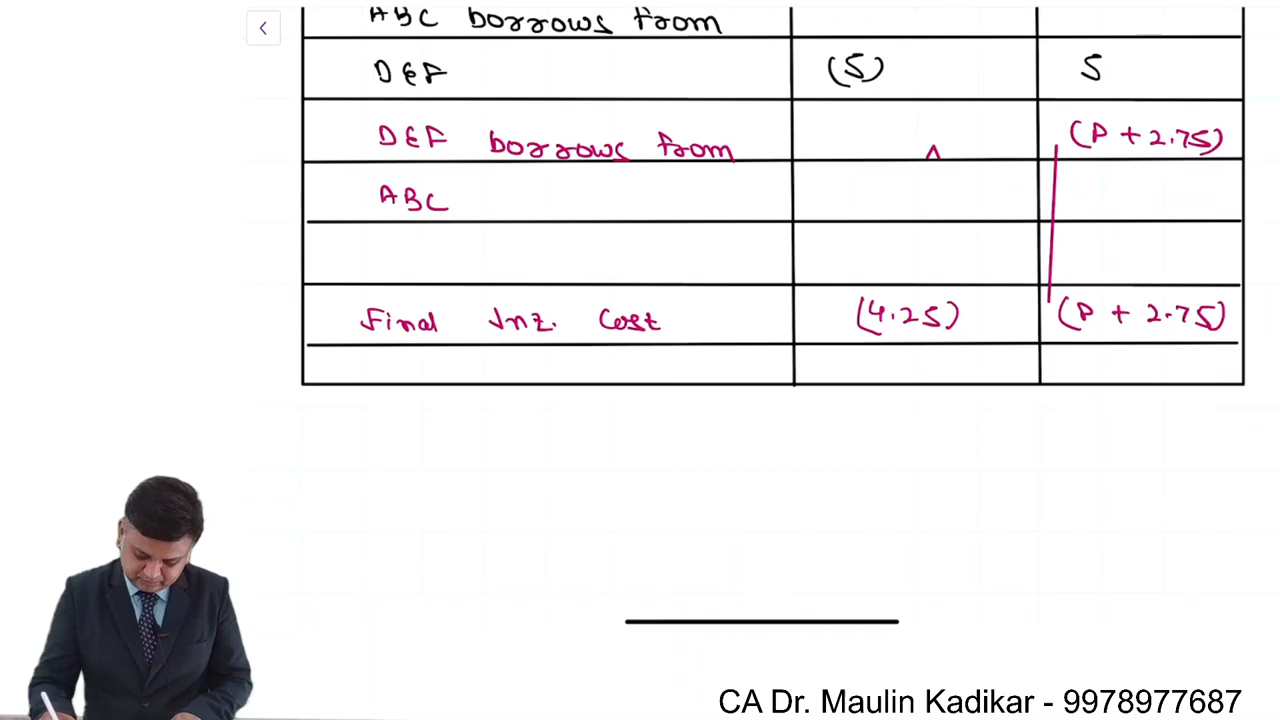 ABC borrows from
DEF (5) 5
DEF borrows from (P + 2.75)
ABC
Final Int. Cost (4.25) (P + 2.75)
CA Dr. Maulin Kadikar - 9978977687